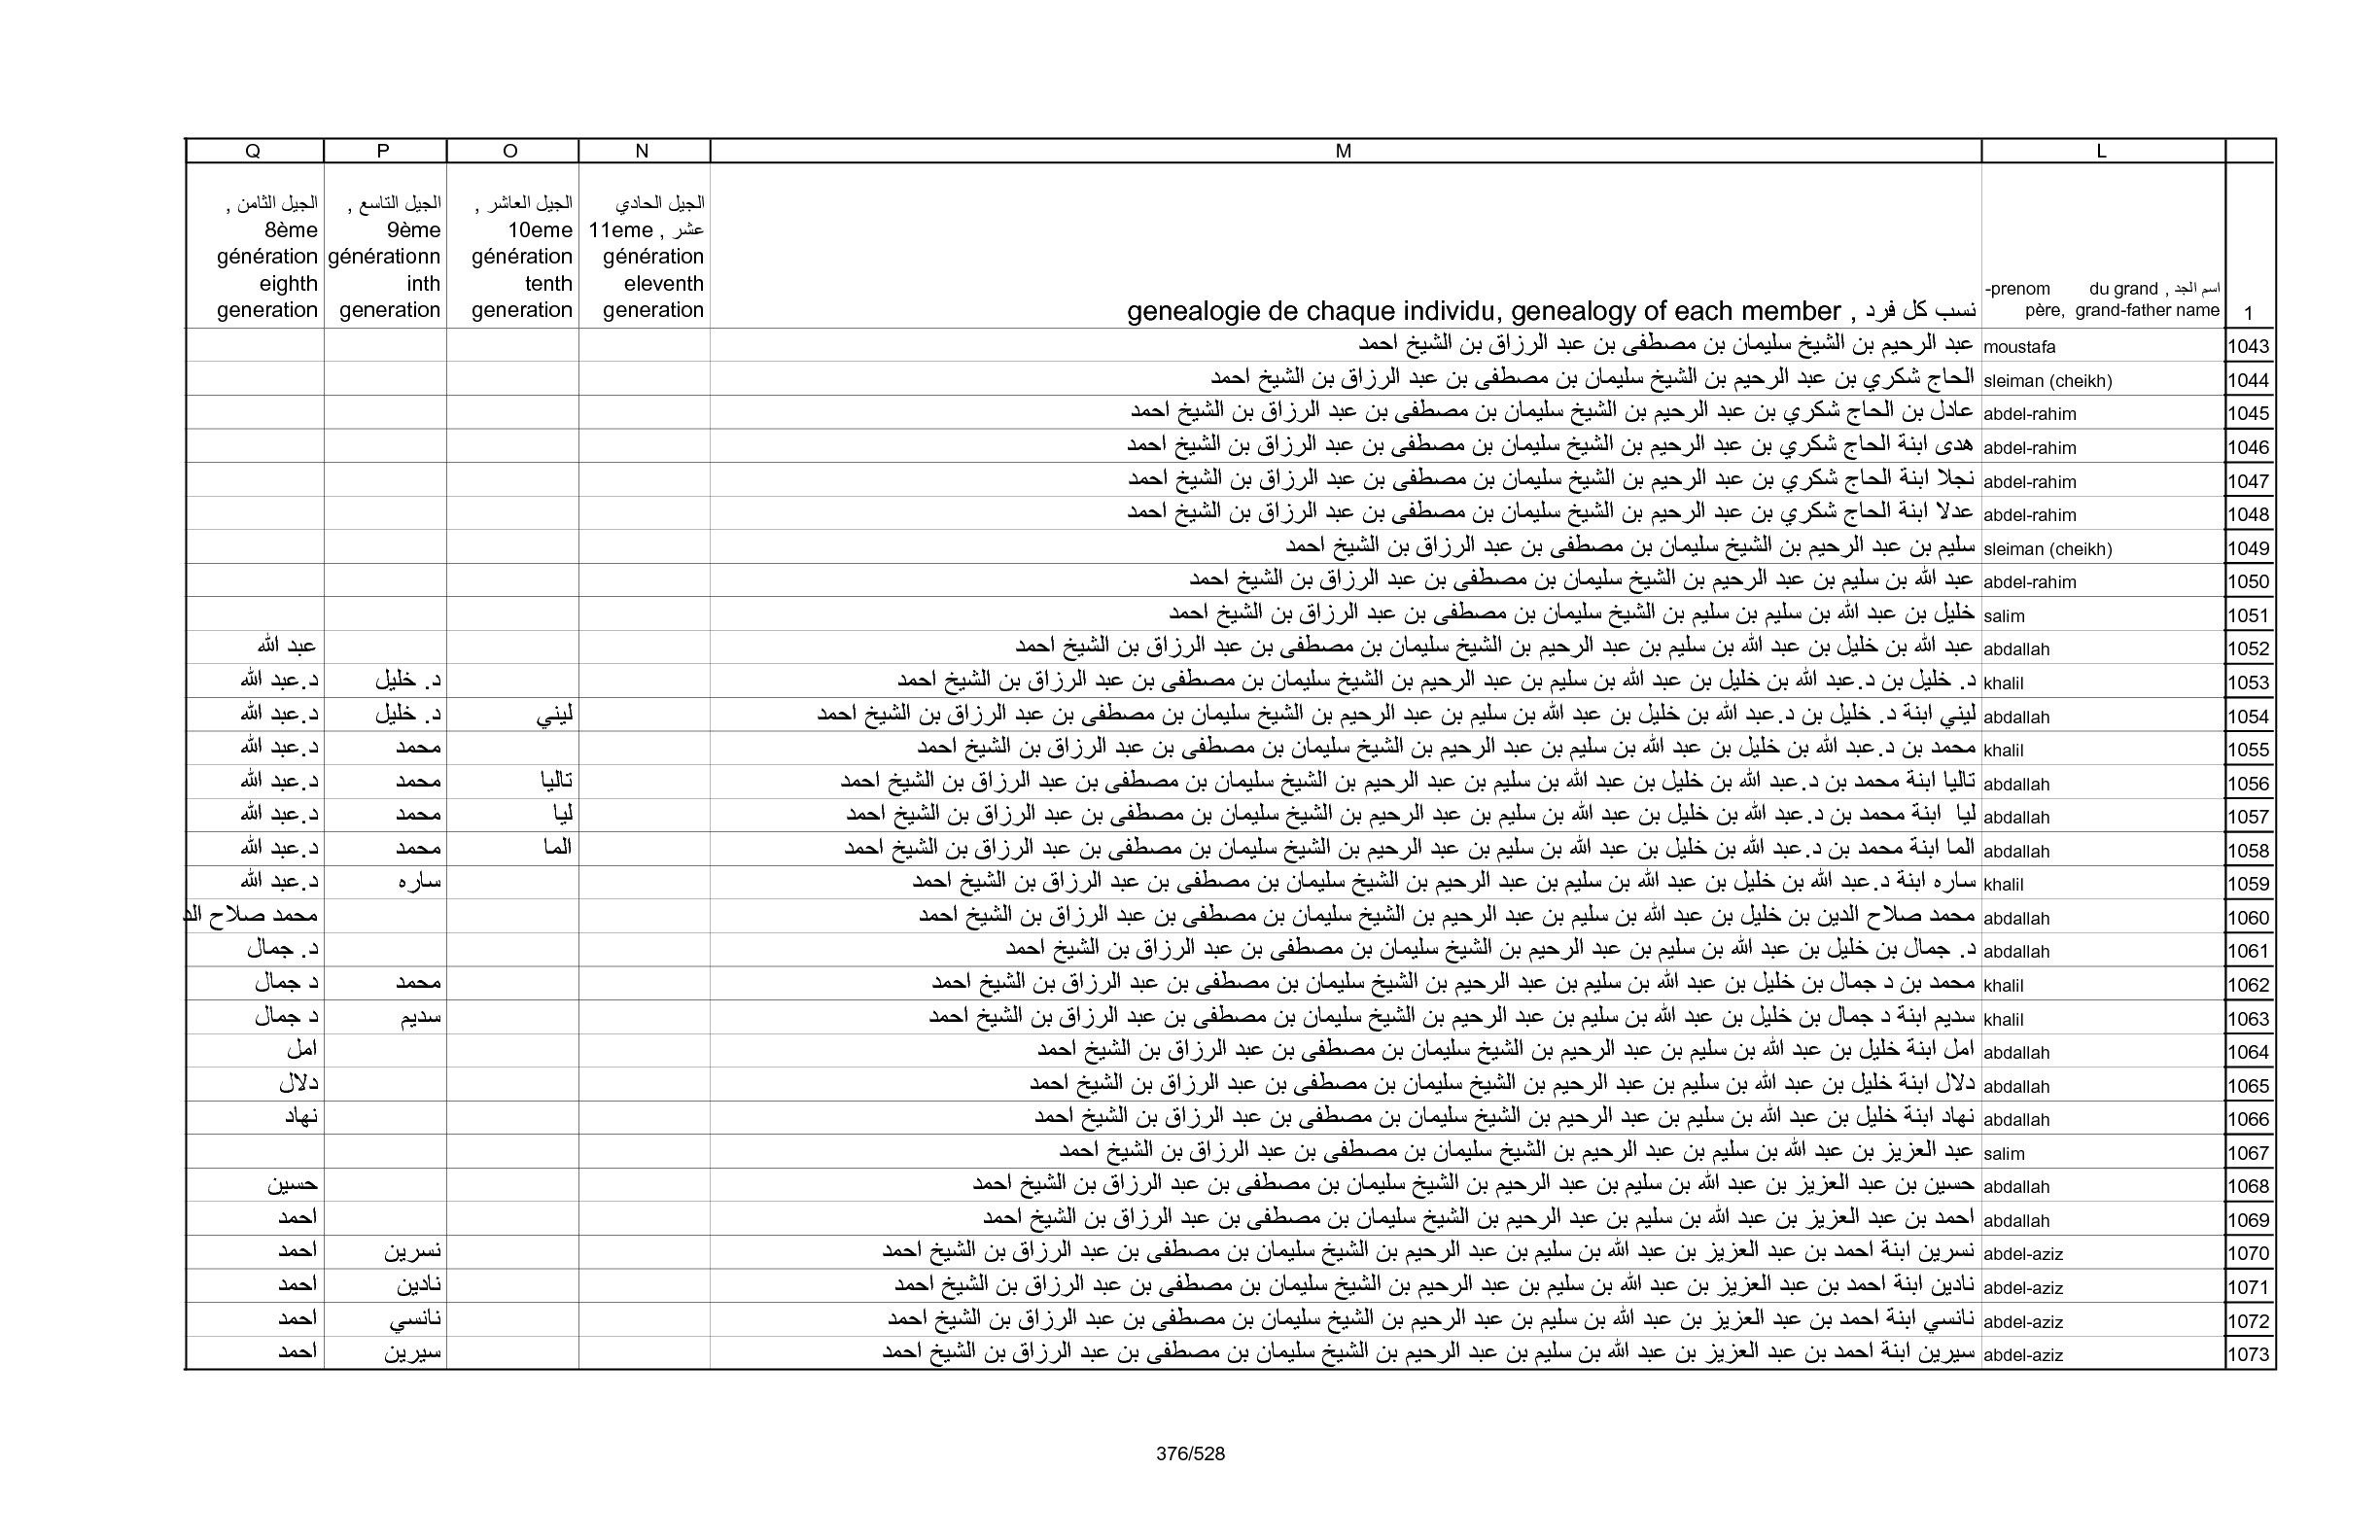 L M N O P Q
1 اسم الجد , prenom du grand-père, grand-father name نسب كل فرد , genealogie de chaque individu, genealogy of each member الجيل الحادي عشر , 11eme génération eleventh generation الجيل العاشر , 10eme génération tenth generation الجيل التاسع , 9ème générationn inth generation الجيل الثامن , 8ème génération eighth generation
1043 moustafa عبد الرحيم بن الشيخ سليمان بن مصطفى بن عبد الرزاق بن الشيخ احمد
1044 sleiman (cheikh) الحاج شكري بن عبد الرحيم بن الشيخ سليمان بن مصطفى بن عبد الرزاق بن الشيخ احمد
1045 abdel-rahim عادل بن الحاج شكري بن عبد الرحيم بن الشيخ سليمان بن مصطفى بن عبد الرزاق بن الشيخ احمد
1046 abdel-rahim هدى ابنة الحاج شكري بن عبد الرحيم بن الشيخ سليمان بن مصطفى بن عبد الرزاق بن الشيخ احمد
1047 abdel-rahim نجلا ابنة الحاج شكري بن عبد الرحيم بن الشيخ سليمان بن مصطفى بن عبد الرزاق بن الشيخ احمد
1048 abdel-rahim عدلا ابنة الحاج شكري بن عبد الرحيم بن الشيخ سليمان بن مصطفى بن عبد الرزاق بن الشيخ احمد
1049 sleiman (cheikh) سليم بن عبد الرحيم بن الشيخ سليمان بن مصطفى بن عبد الرزاق بن الشيخ احمد
1050 abdel-rahim عبد الله بن سليم بن عبد الرحيم بن الشيخ سليمان بن مصطفى بن عبد الرزاق بن الشيخ احمد
1051 salim خليل بن عبد الله بن سليم بن سليم بن الشيخ سليمان بن مصطفى بن عبد الرزاق بن الشيخ احمد
1052 abdallah عبد الله بن خليل بن عبد الله بن سليم بن عبد الرحيم بن الشيخ سليمان بن مصطفى بن عبد الرزاق بن الشيخ احمد عبد الله
1053 khalil د. خليل بن د.عبد الله بن خليل بن عبد الله بن سليم بن عبد الرحيم بن الشيخ سليمان بن مصطفى بن عبد الرزاق بن الشيخ احمد د. خليل د.عبد الله
1054 abdallah ليني ابنة د. خليل بن د.عبد الله بن خليل بن عبد الله بن سليم بن عبد الرحيم بن الشيخ سليمان بن مصطفى بن عبد الرزاق بن الشيخ احمد ليني د. خليل د.عبد الله
1055 khalil محمد بن د.عبد الله بن خليل بن عبد الله بن سليم بن عبد الرحيم بن الشيخ سليمان بن مصطفى بن عبد الرزاق بن الشيخ احمد محمد د.عبد الله
1056 abdallah تاليا ابنة محمد بن د.عبد الله بن خليل بن عبد الله بن سليم بن عبد الرحيم بن الشيخ سليمان بن مصطفى بن عبد الرزاق بن الشيخ احمد تاليا محمد د.عبد الله
1057 abdallah ليا ابنة محمد بن د.عبد الله بن خليل بن عبد الله بن سليم بن عبد الرحيم بن الشيخ سليمان بن مصطفى بن عبد الرزاق بن الشيخ احمد ليا محمد د.عبد الله
1058 abdallah الما ابنة محمد بن د.عبد الله بن خليل بن عبد الله بن سليم بن عبد الرحيم بن الشيخ سليمان بن مصطفى بن عبد الرزاق بن الشيخ احمد الما محمد د.عبد الله
1059 khalil ساره ابنة د.عبد الله بن خليل بن عبد الله بن سليم بن عبد الرحيم بن الشيخ سليمان بن مصطفى بن عبد الرزاق بن الشيخ احمد ساره د.عبد الله
1060 abdallah محمد صلاح الدين بن خليل بن عبد الله بن سليم بن عبد الرحيم بن الشيخ سليمان بن مصطفى بن عبد الرزاق بن الشيخ احمد محمد صلاح الد
1061 abdallah د. جمال بن خليل بن عبد الله بن سليم بن عبد الرحيم بن الشيخ سليمان بن مصطفى بن عبد الرزاق بن الشيخ احمد د. جمال
1062 khalil محمد بن د جمال بن خليل بن عبد الله بن سليم بن عبد الرحيم بن الشيخ سليمان بن مصطفى بن عبد الرزاق بن الشيخ احمد محمد د جمال
1063 khalil سديم ابنة د جمال بن خليل بن عبد الله بن سليم بن عبد الرحيم بن الشيخ سليمان بن مصطفى بن عبد الرزاق بن الشيخ احمد سديم د جمال
1064 abdallah امل ابنة خليل بن عبد الله بن سليم بن عبد الرحيم بن الشيخ سليمان بن مصطفى بن عبد الرزاق بن الشيخ احمد امل
1065 abdallah دلال ابنة خليل بن عبد الله بن سليم بن عبد الرحيم بن الشيخ سليمان بن مصطفى بن عبد الرزاق بن الشيخ احمد دلال
1066 abdallah نهاد ابنة خليل بن عبد الله بن سليم بن عبد الرحيم بن الشيخ سليمان بن مصطفى بن عبد الرزاق بن الشيخ احمد نهاد
1067 salim عبد العزيز بن عبد الله بن سليم بن عبد الرحيم بن الشيخ سليمان بن مصطفى بن عبد الرزاق بن الشيخ احمد
1068 abdallah حسين بن عبد العزيز بن عبد الله بن سليم بن عبد الرحيم بن الشيخ سليمان بن مصطفى بن عبد الرزاق بن الشيخ احمد حسين
1069 abdallah احمد بن عبد العزيز بن عبد الله بن سليم بن عبد الرحيم بن الشيخ سليمان بن مصطفى بن عبد الرزاق بن الشيخ احمد احمد
1070 abdel-aziz نسرين ابنة احمد بن عبد العزيز بن عبد الله بن سليم بن عبد الرحيم بن الشيخ سليمان بن مصطفى بن عبد الرزاق بن الشيخ احمد نسرين احمد
1071 abdel-aziz نادين ابنة احمد بن عبد العزيز بن عبد الله بن سليم بن عبد الرحيم بن الشيخ سليمان بن مصطفى بن عبد الرزاق بن الشيخ احمد نادين احمد
1072 abdel-aziz نانسي ابنة احمد بن عبد العزيز بن عبد الله بن سليم بن عبد الرحيم بن الشيخ سليمان بن مصطفى بن عبد الرزاق بن الشيخ احمد نانسي احمد
1073 abdel-aziz سيرين ابنة احمد بن عبد العزيز بن عبد الله بن سليم بن عبد الرحيم بن الشيخ سليمان بن مصطفى بن عبد الرزاق بن الشيخ احمد سيرين احمد
376/528